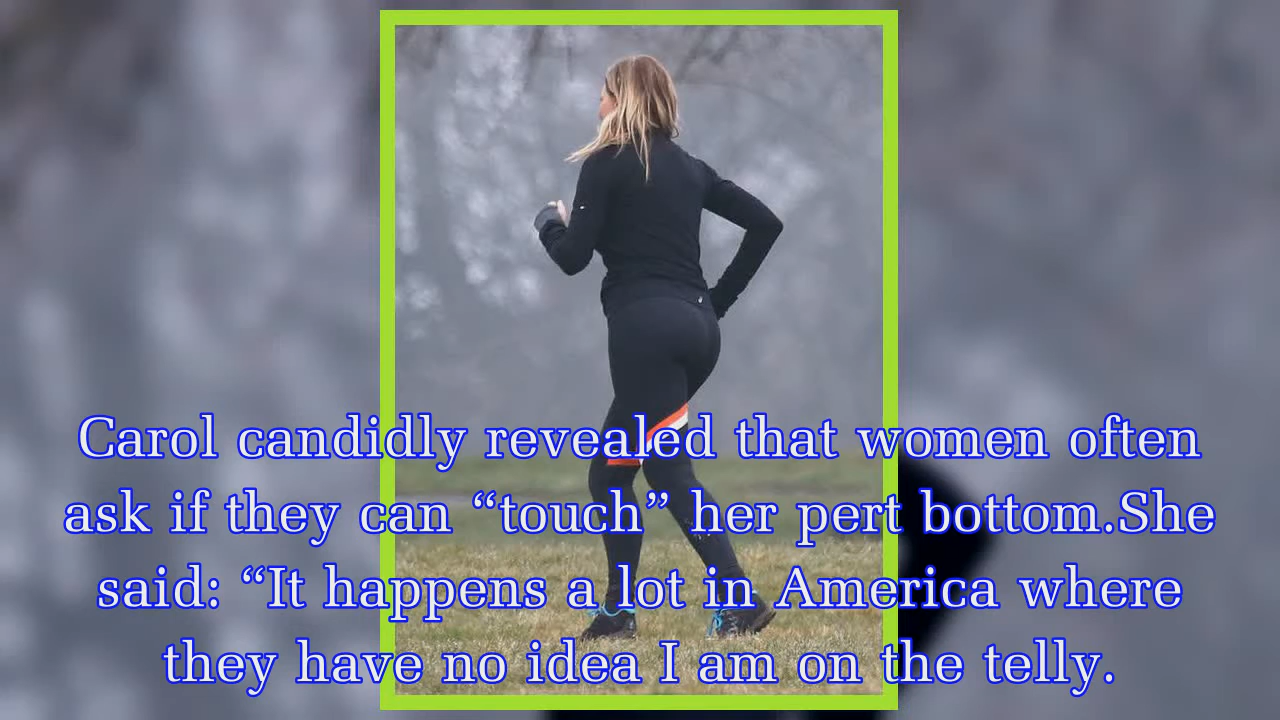 Carol candidly revealed that women often
ask if they can “touch” her pert bottom.She
said: “It happens a lot in America where
they have no idea I am on the telly.